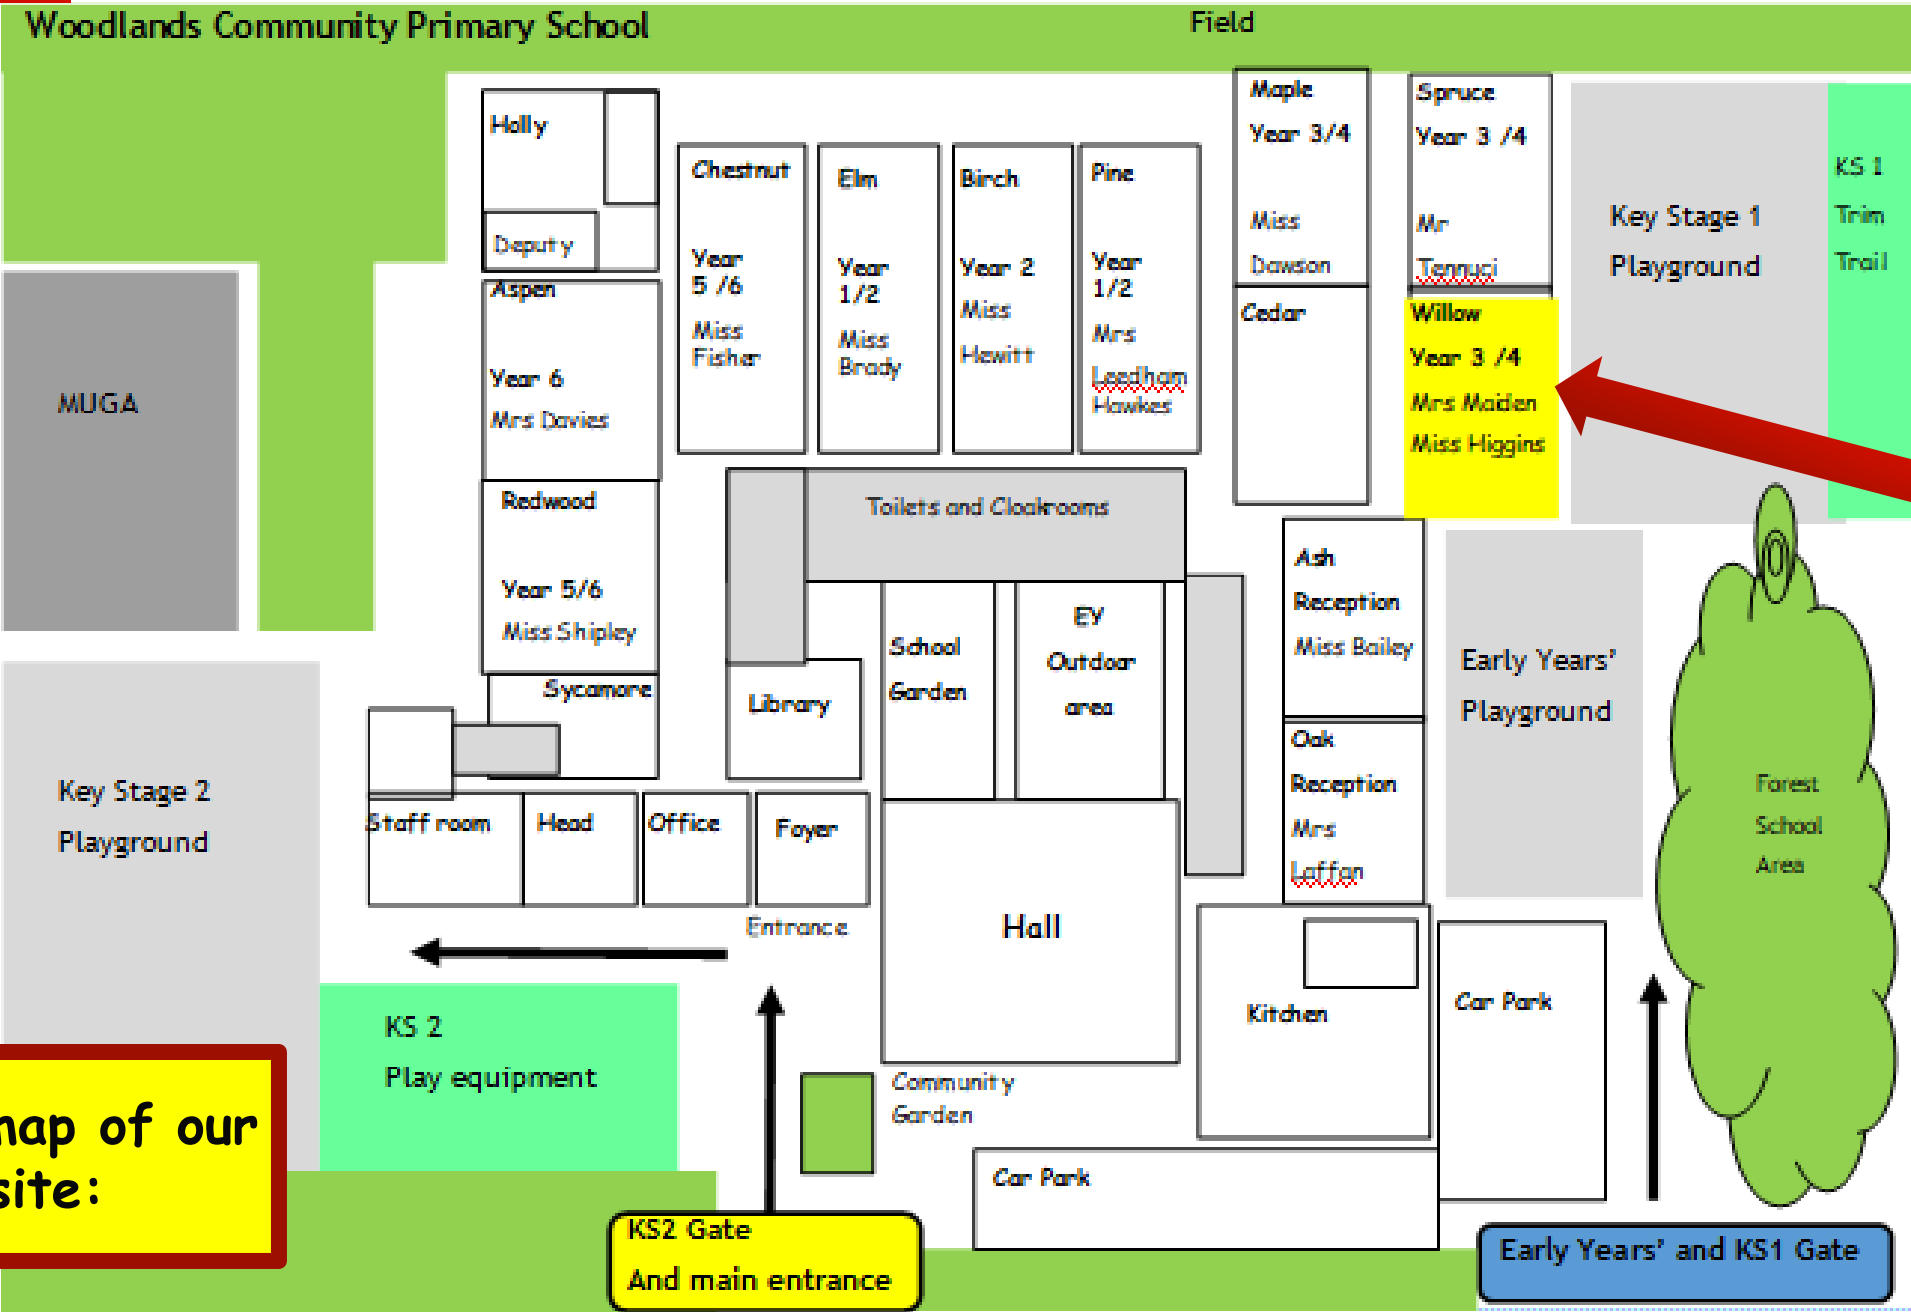 Woodlands Community Primary School
Field
Holly
Deputy
Aspen
Year 6
Mrs Davies
Redwood
Year 5/6
Miss Shipley
Sycamore
Chestnut
Year
5 /6
Miss
Fisher
Elm
Year
1/2
Miss
Brady
Birch
Year 2
Miss
Hewitt
Pine
Year
1/2
Mrs
Leedham
Hawkes
Maple
Year 3/4
Miss
Dawson
Cedar
Spruce
Year 3 /4
Mr
Tennuci
Willow
Year 3 /4
Mrs Maiden
Miss Higgins
Key Stage 1
Playground
KS 1
Trim
Trail
MUGA
Toilets and Cloakrooms
School
Garden
EY
Outdoor
area
Library
Ash
Reception
Miss Bailey
Oak
Reception
Mrs
Laffan
Early Years'
Playground
Forest
School
Area
Key Stage 2
Playground
Staff room
Head
Office
Foyer
Entrance
Hall
Kitchen
Car Park
KS 2
Play equipment
Community
Garden
Car Park
map of our
site:
KS2 Gate
And main entrance
Early Years' and KS1 Gate